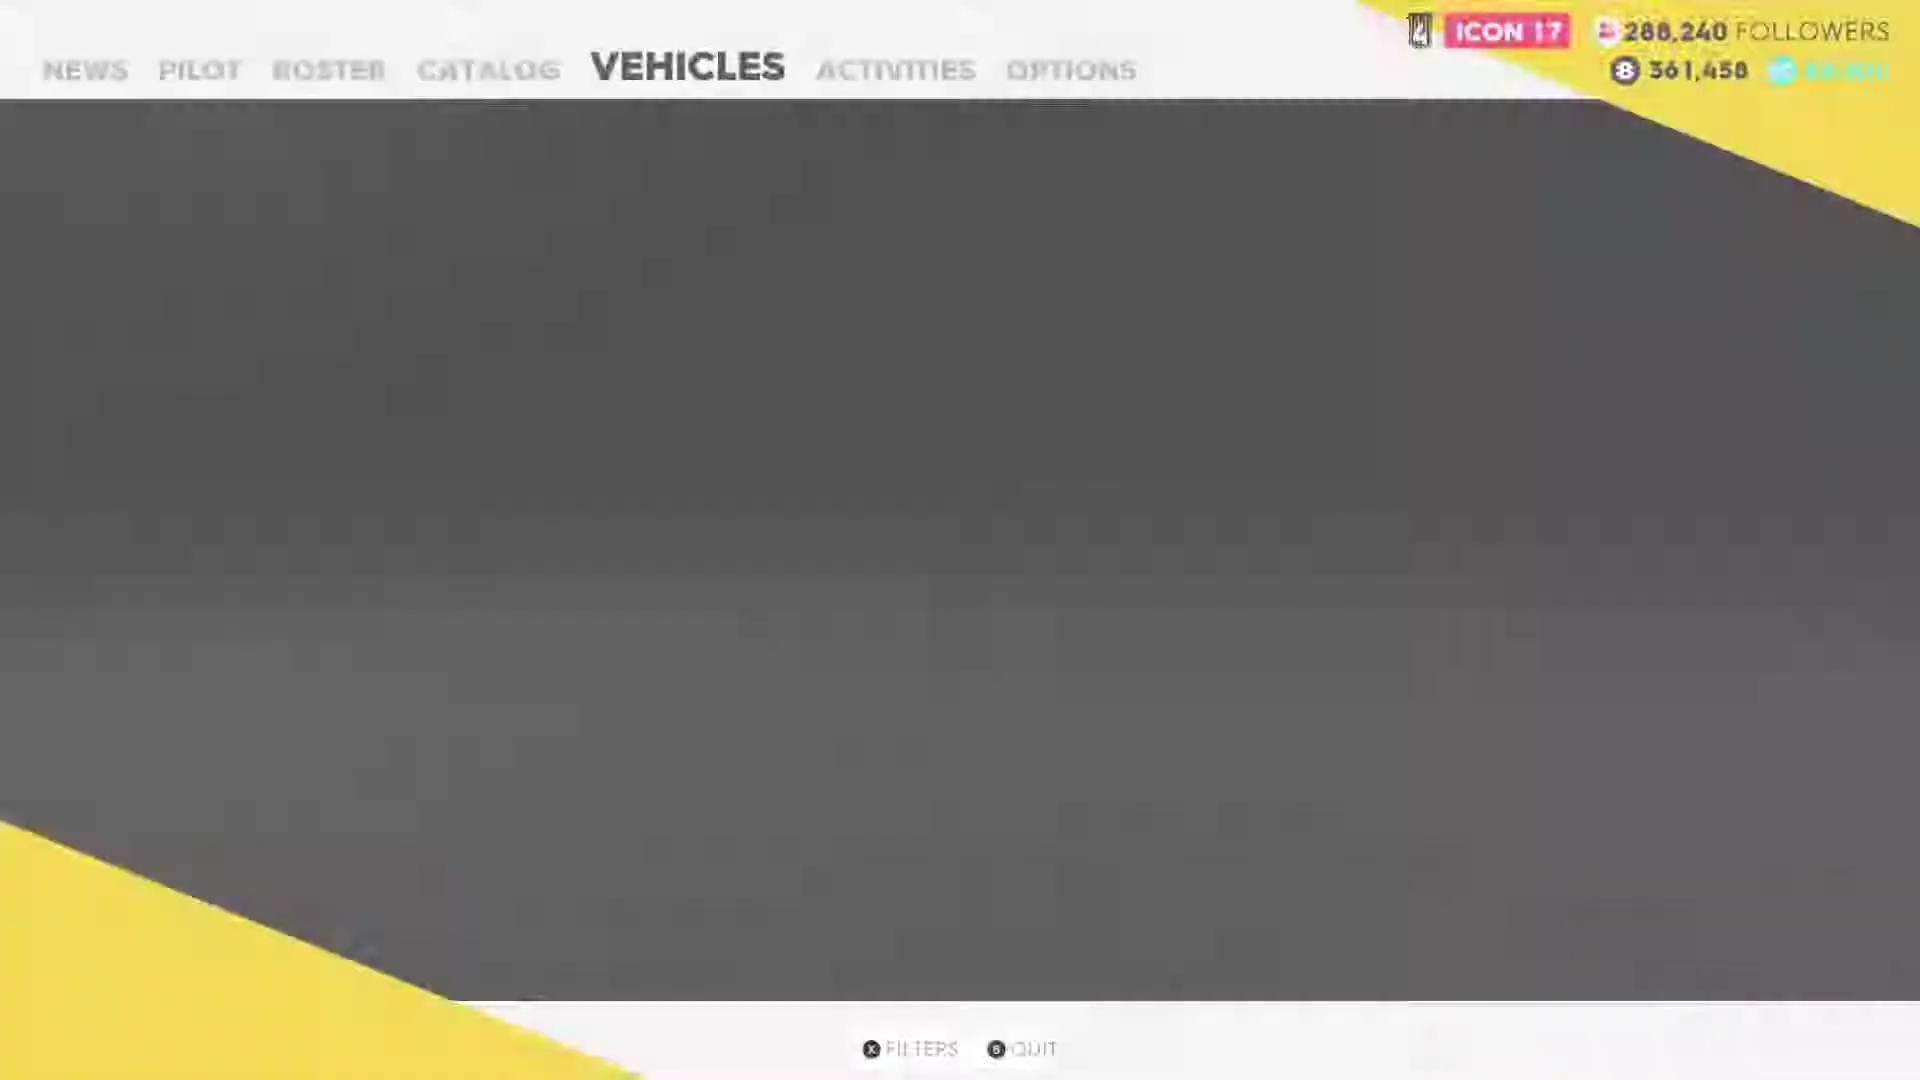 ICON 17 288,240 FOLLOWERS
NEWS PILOT ROSTER CATALOG VEHICLES ACTIVITIES OPTIONS 361,458
X FILTERS B QUIT